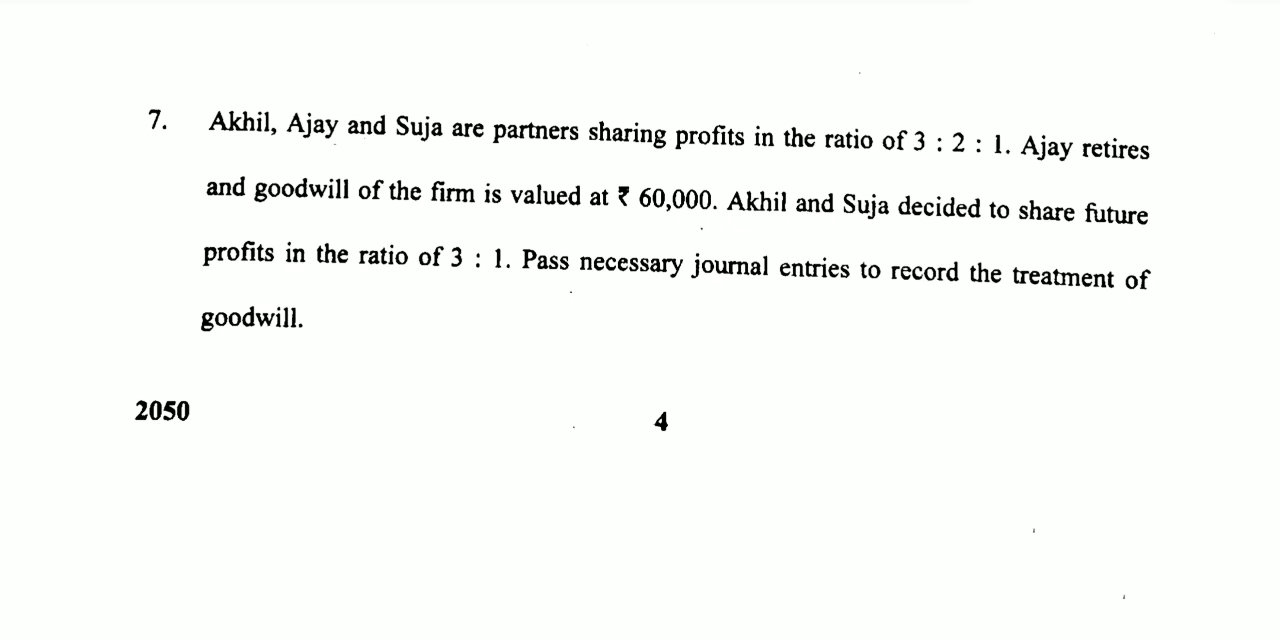 7. Akhil, Ajay and Suja are partners sharing profits in the ratio of 3 : 2 : 1. Ajay retires
and goodwill of the firm is valued at ₹ 60,000. Akhil and Suja decided to share future
profits in the ratio of 3 : 1. Pass necessary journal entries to record the treatment of
goodwill.
2050 4